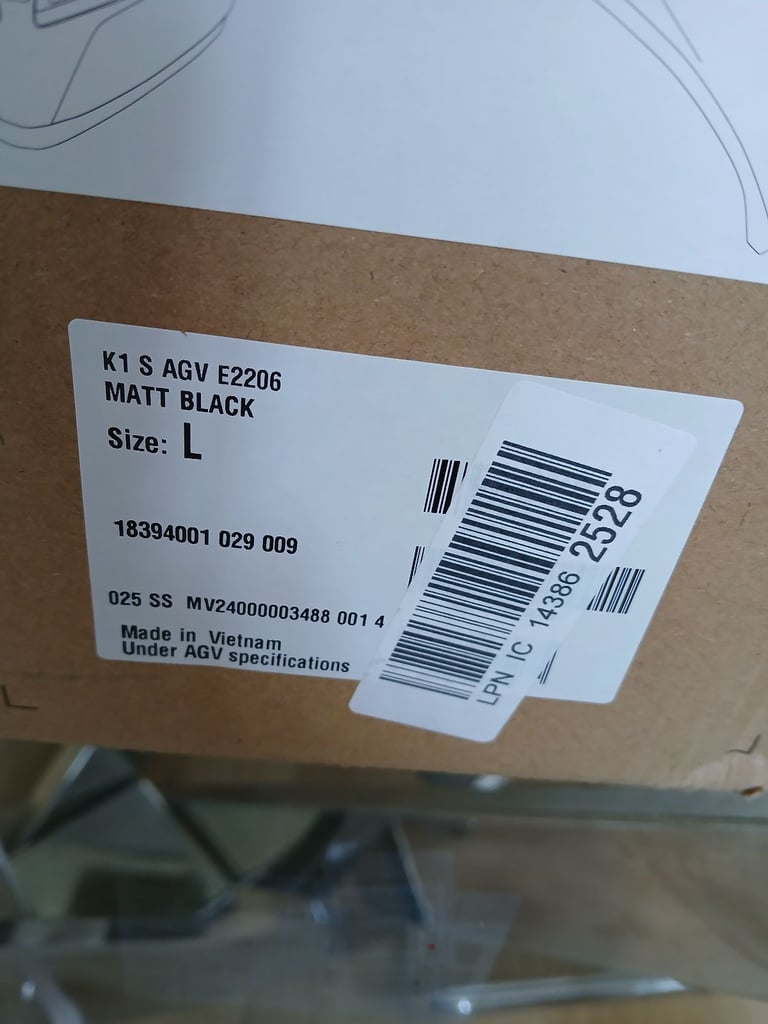 K1 S AGV E2206
MATT BLACK
Size: L
18394001 029 009
025 SS MV24000003488 001 4
Made in Vietnam
Under AGV specifications
LPN IC 14386 2528